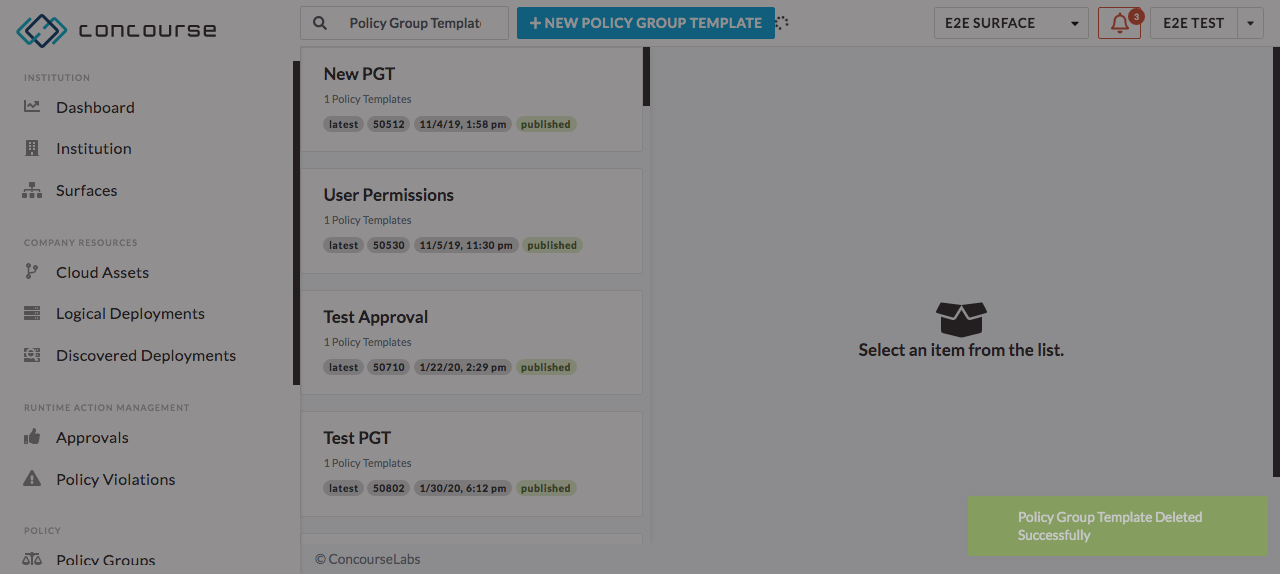 concourse
Policy Group Templat
+ NEW POLICY GROUP TEMPLATE
E2E SURFACE
3
E2E TEST
INSTITUTION
Dashboard
Institution
Surfaces
COMPANY RESOURCES
Cloud Assets
Logical Deployments
Discovered Deployments
RUNTIME ACTION MANAGEMENT
Approvals
Policy Violations
POLICY
Policy Groups
New PGT
1 Policy Templates
latest 50512 11/4/19, 1:58 pm published
User Permissions
1 Policy Templates
latest 50530 11/5/19, 11:30 pm published
Test Approval
1 Policy Templates
latest 50710 1/22/20, 2:29 pm published
Test PGT
1 Policy Templates
latest 50802 1/30/20, 6:12 pm published
© ConcourseLabs
Select an item from the list.
Policy Group Template Deleted
Successfully